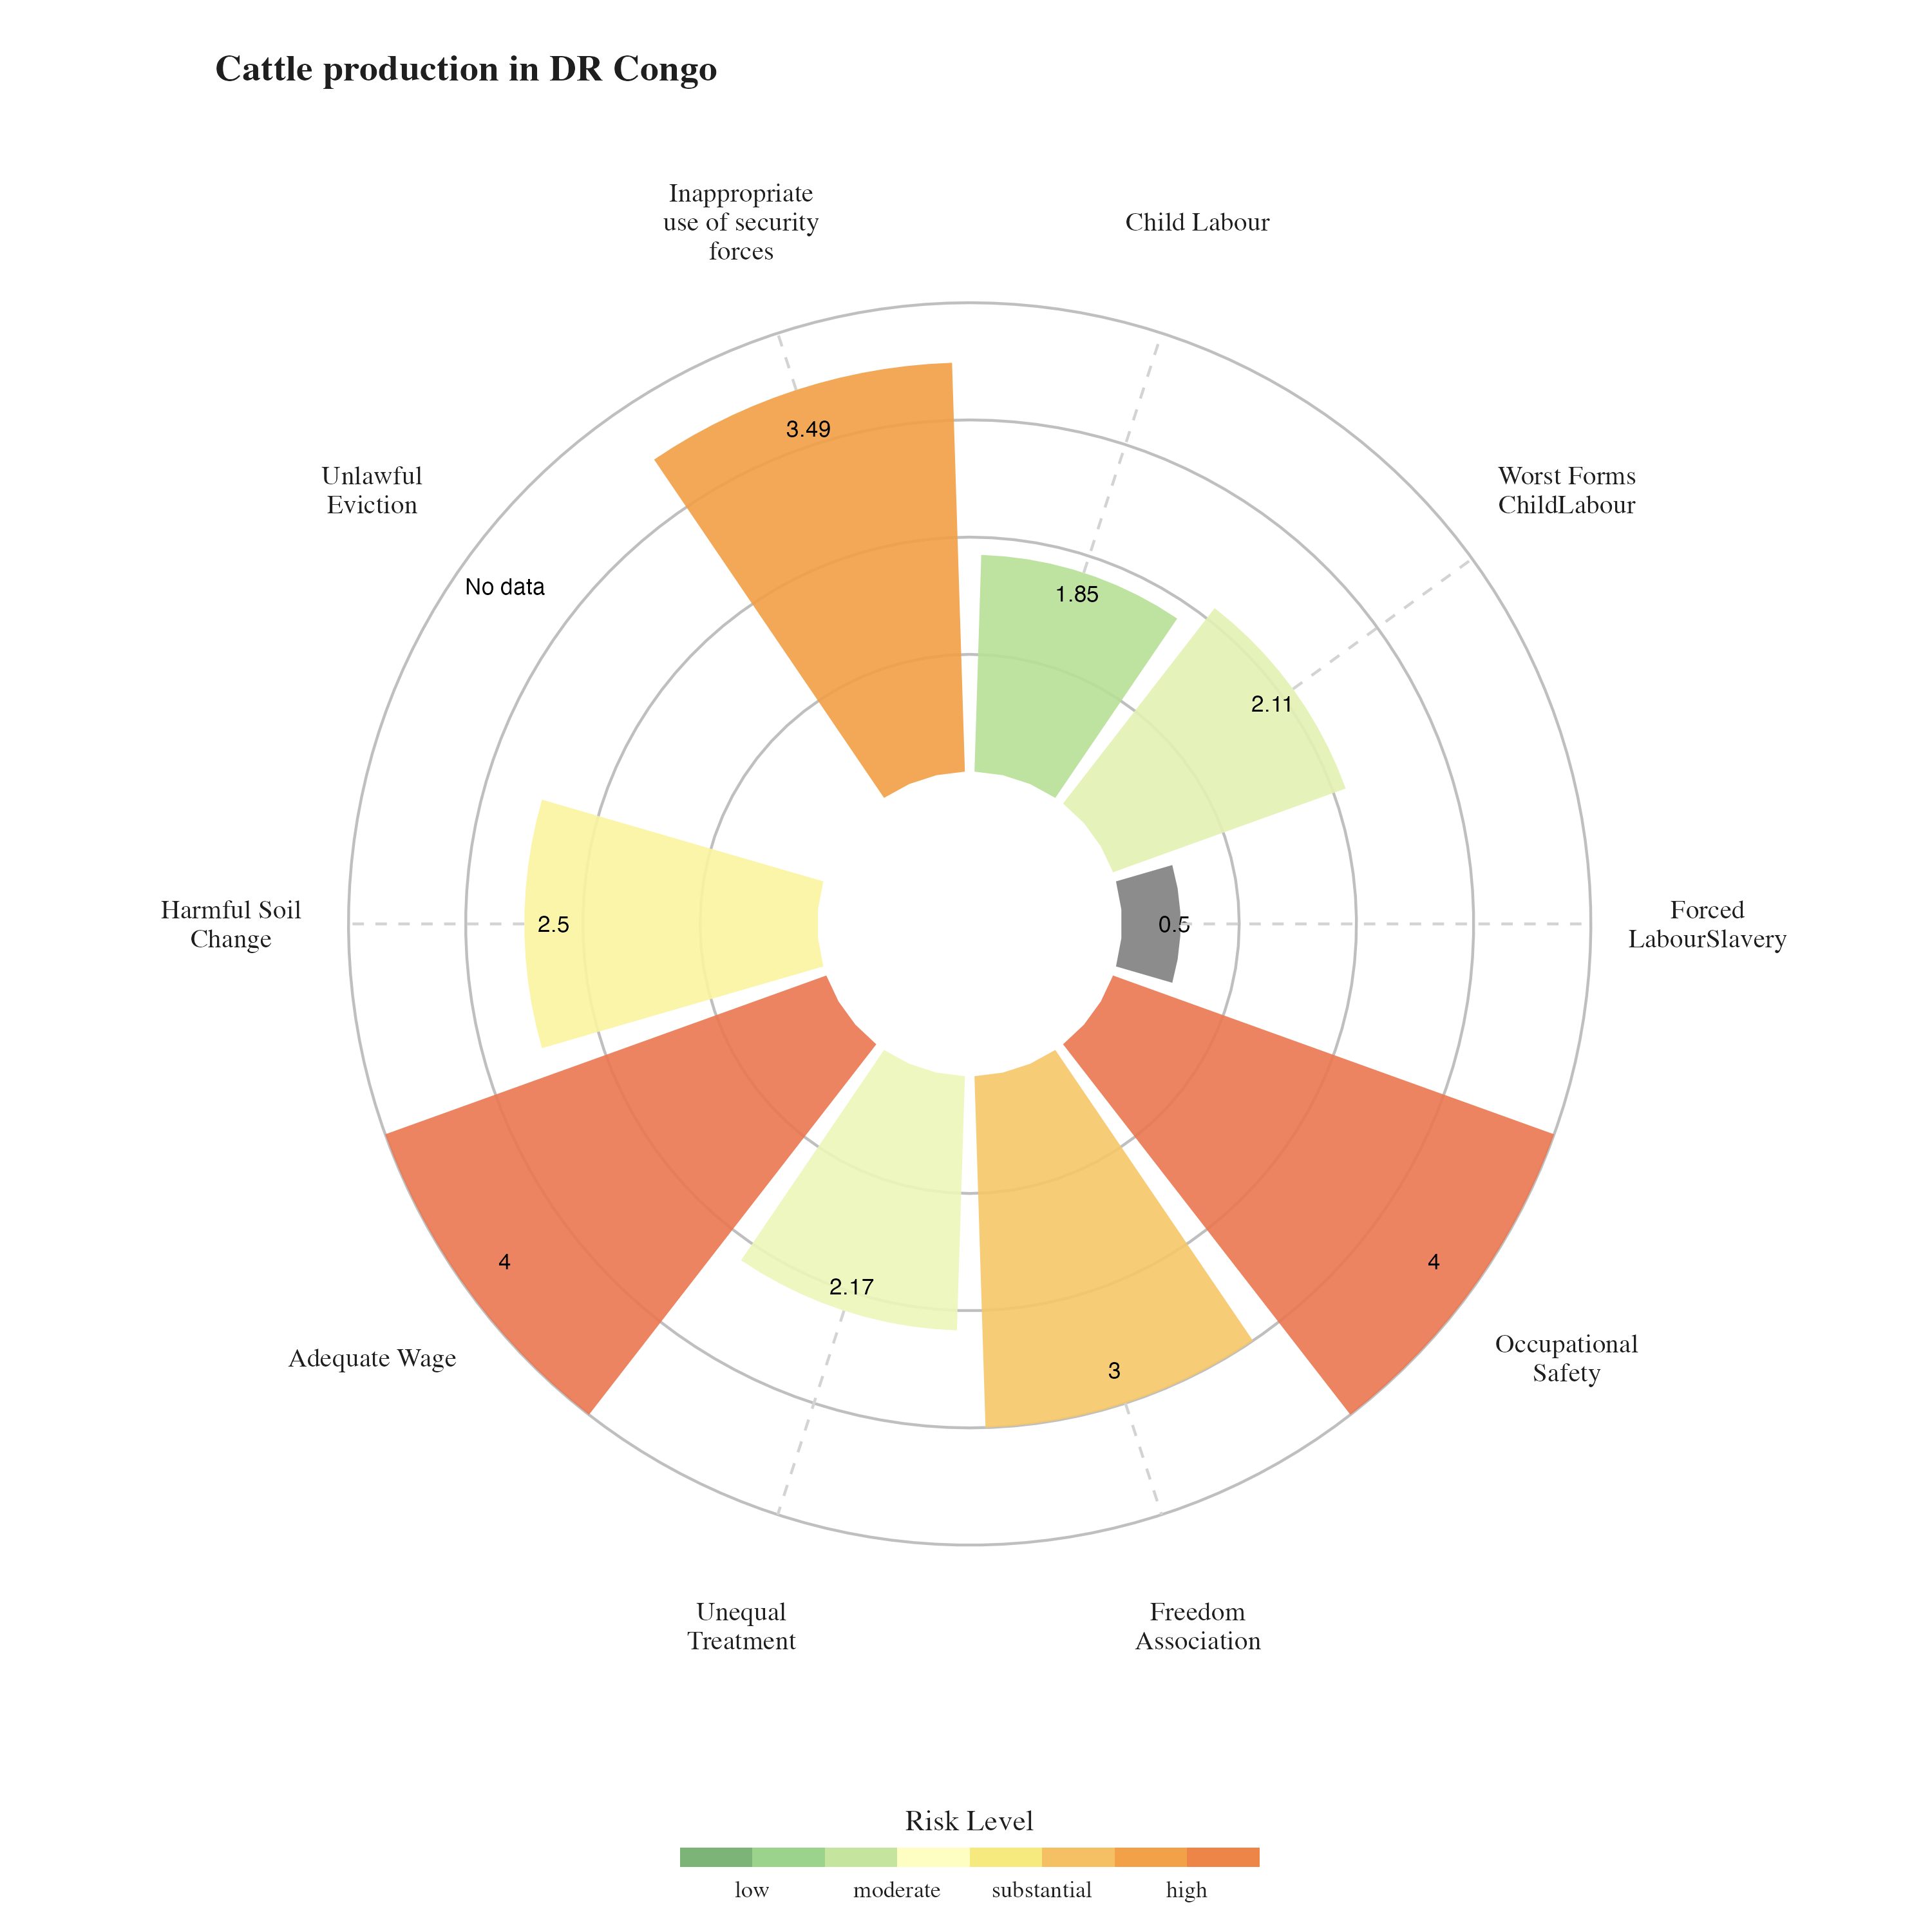 Cattle production in DR Congo
Inappropriate
use of security
forces
Child Labour
3.49
Unlawful
Eviction
Worst Forms
ChildLabour
No data
1.85
2.11
Harmful Soil
Change
2.5
0.5
Forced
LabourSlavery
4
4
2.17
3
Adequate Wage
Occupational
Safety
Unequal
Treatment
Freedom
Association
Risk Level
low moderate substantial high